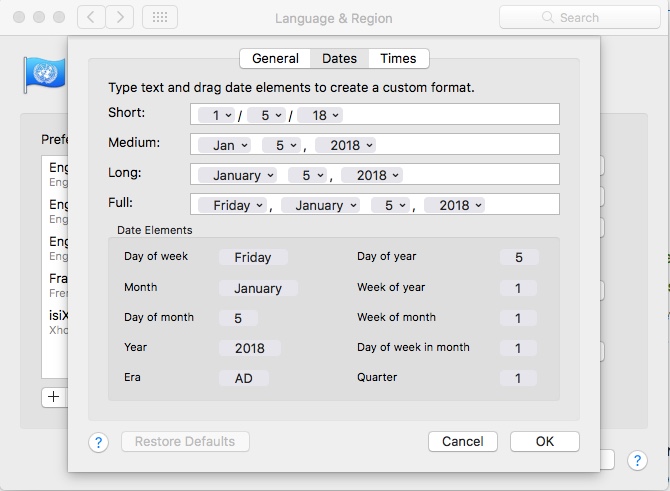 Language & Region
Search
General Dates Times
Type text and drag date elements to create a custom format.
Short: 1 / 5 / 18
Medium: Jan 5 , 2018
Long: January 5 , 2018
Full: Friday , January 5 , 2018
Date Elements
Day of week Friday Day of year 5
Month January Week of year 1
Day of month 5 Week of month 1
Year 2018 Day of week in month 1
Era AD Quarter 1
? Restore Defaults Cancel OK
?
Prefe
Eng
Eng
Eng
Eng
Eng
Eng
Fra
Fren
isiX
Xho
+